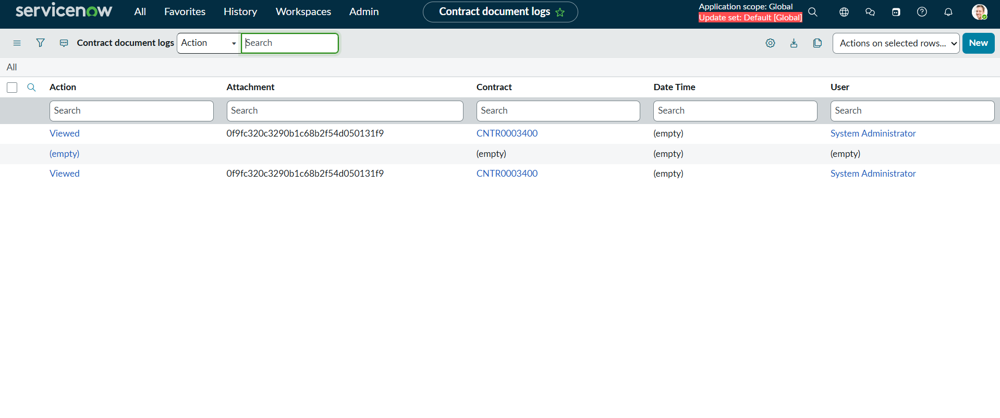 servicenow All Favorites History Workspaces Admin Contract document logs Application scope: Global
Update set: Default [Global]
Contract document logs Action Search Actions on selected rows... New
All
Action Attachment Contract Date Time User
Search Search Search Search Search
Viewed 0f9fc320c3290b1c68b2f54d050131f9 CNTR0003400 (empty) System Administrator
(empty) (empty) (empty) (empty)
Viewed 0f9fc320c3290b1c68b2f54d050131f9 CNTR0003400 (empty) System Administrator